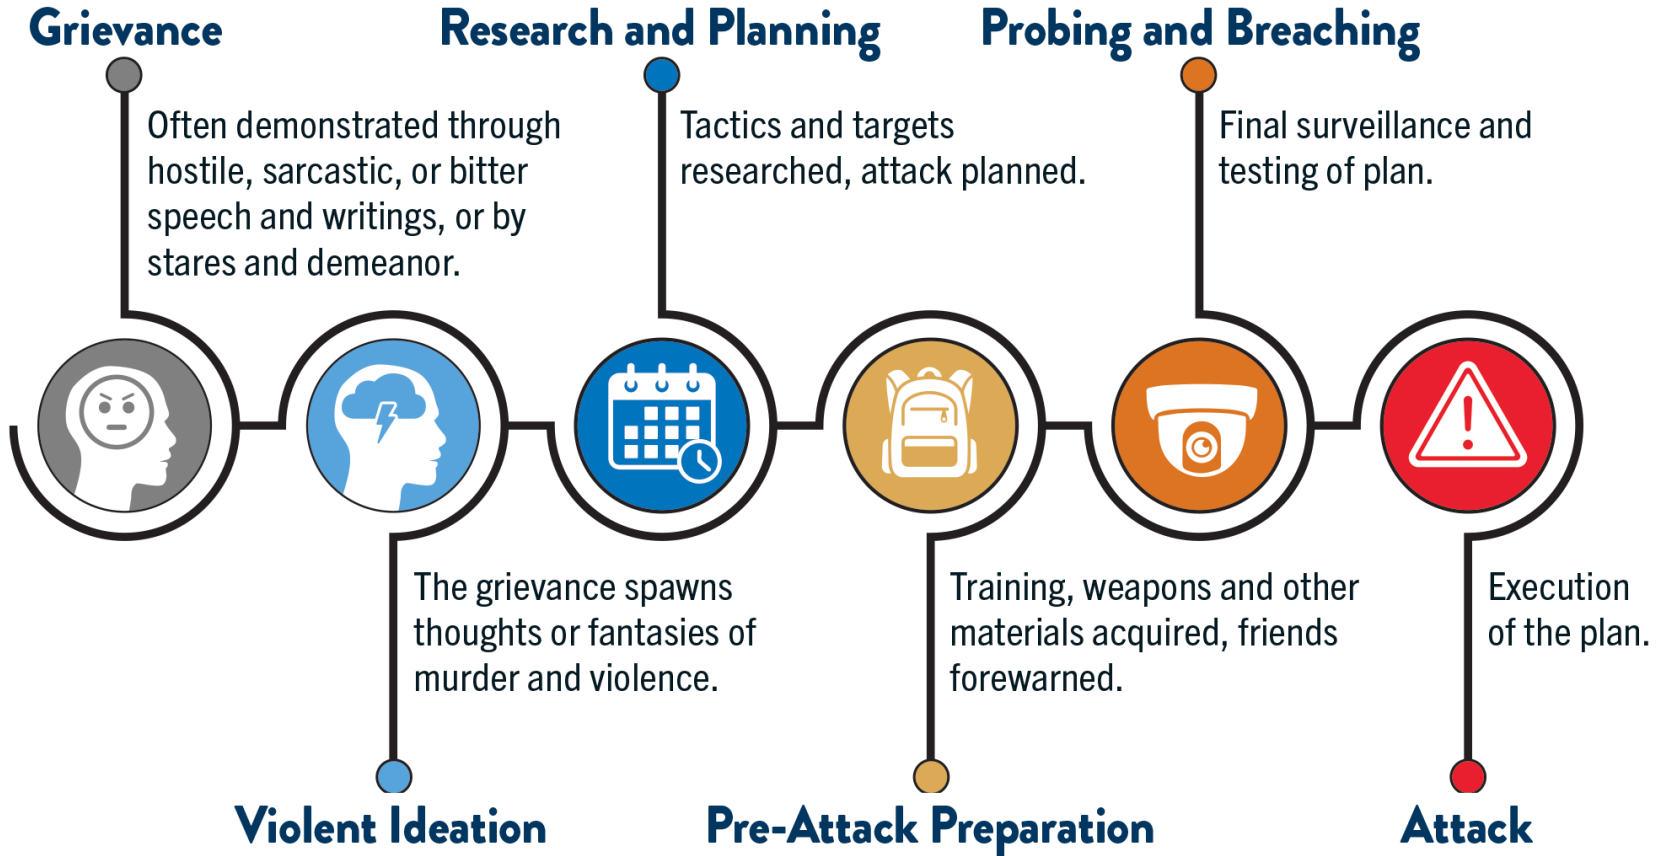 Grievance
Often demonstrated through
hostile, sarcastic, or bitter
speech and writings, or by
stares and demeanor.
Violent Ideation
The grievance spawns
thoughts or fantasies of
murder and violence.
Research and Planning
Tactics and targets
researched, attack planned.
Pre-Attack Preparation
Training, weapons and other
materials acquired, friends
forewarned.
Probing and Breaching
Final surveillance and
testing of plan.
Attack
Execution
of the plan.